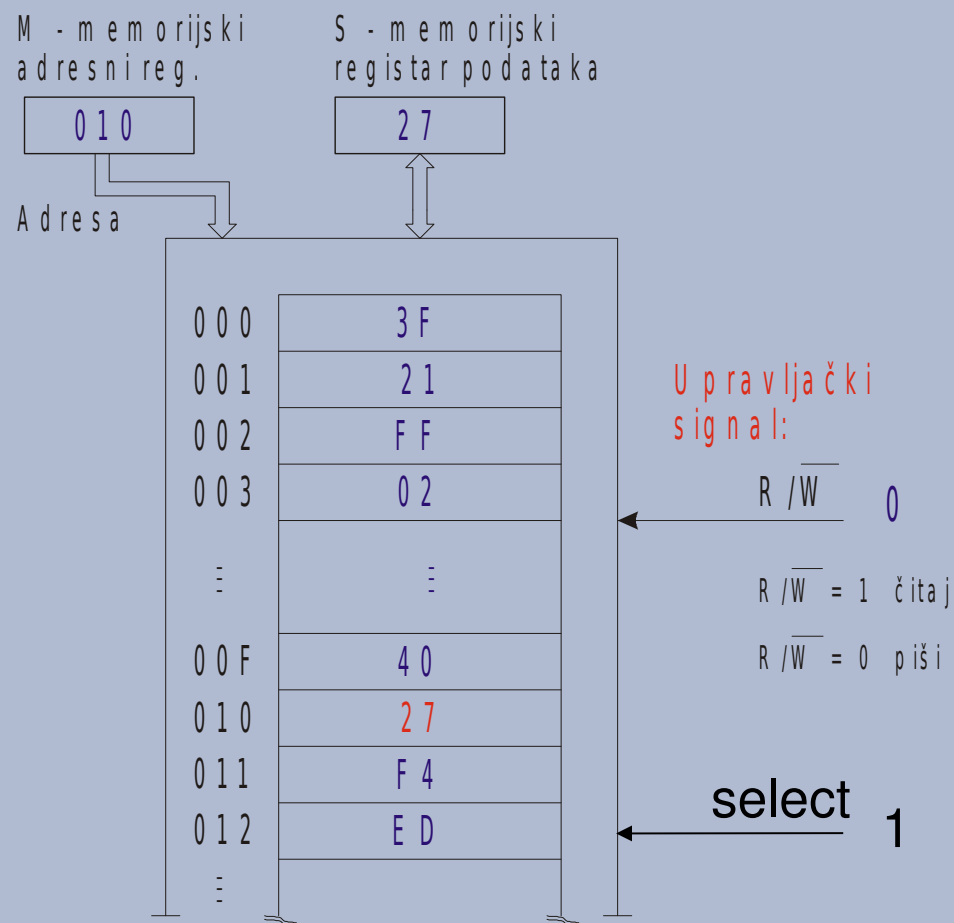 M - memorijski
adresni reg.
S - memorijski
registar podataka
010
27
Adresa
000 3F
001 21
002 FF
003 02
⋮ ⋮
00F 40
010 27
011 F4
012 ED
⋮
Upravljački
signal:
R/W̅ 0
R/W̅ = 1 čitaj
R/W̅ = 0 piši
select 1